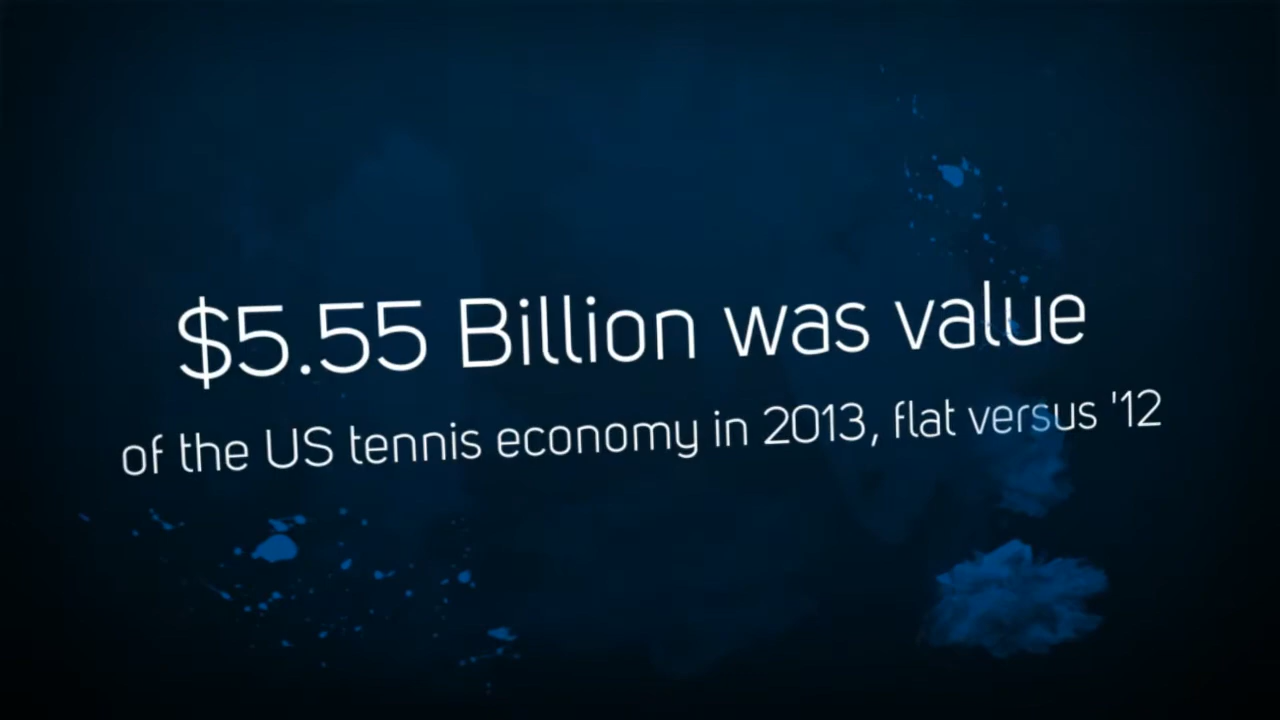 $5.55 Billion was value
of the US tennis economy in 2013, flat versus '12